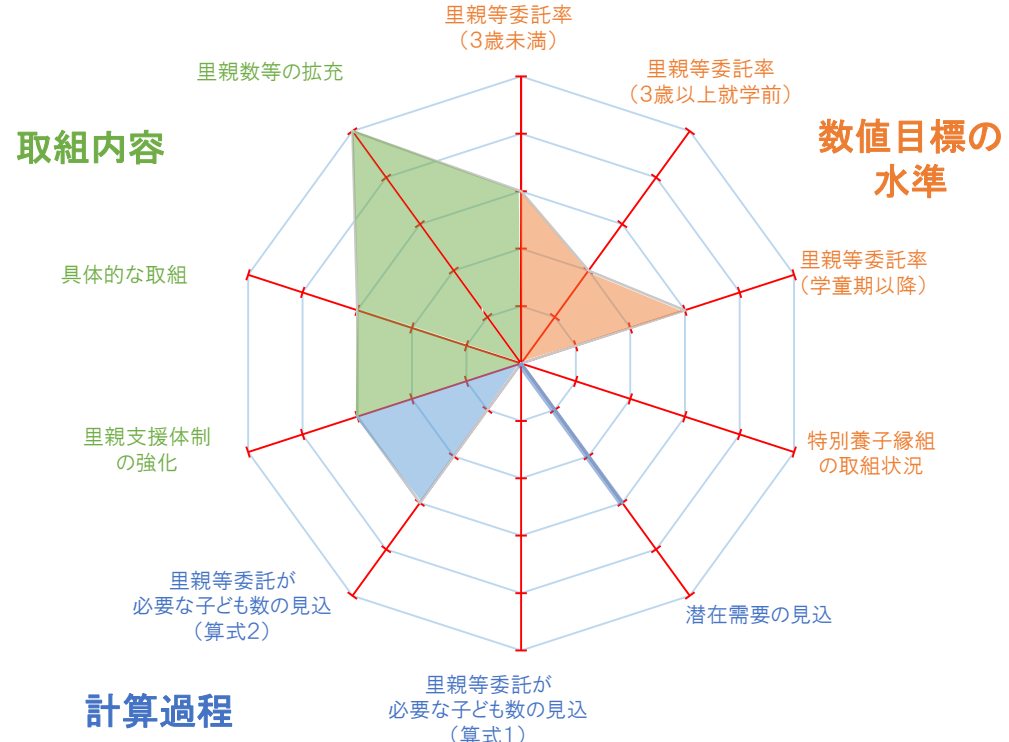 里親等委託率
（3歳未満）
里親等委託率
（3歳以上就学前）
里親数等の拡充
取組内容
数値目標の
水準
里親等委託率
（学童期以降）
具体的な取組
里親支援体制
の強化
特別養子縁組
の取組状況
里親等委託が
必要な子ども数の見込
（算式2）
潜在需要の見込
里親等委託が
必要な子ども数の見込
（算式1）
計算過程